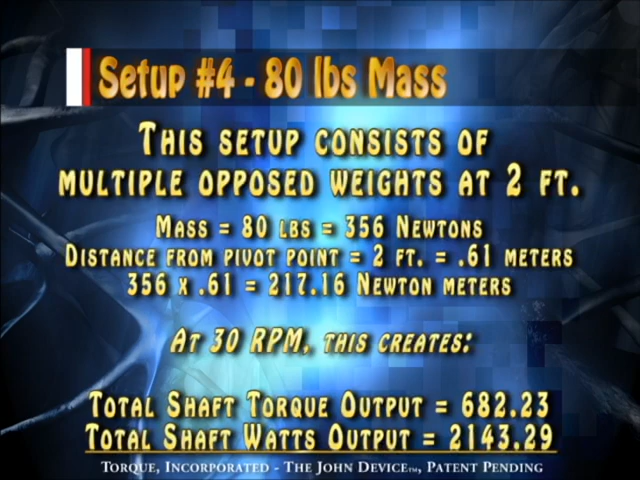 Setup #4 - 80 lbs Mass
This setup consists of
multiple opposed weights at 2 ft.
Mass = 80 lbs = 356 Newtons
Distance from pivot point = 2 ft. = .61 meters
356 x .61 = 217.16 Newton meters
At 30 RPM, this creates:
Total Shaft Torque Output = 682.23
Total Shaft Watts Output = 2143.29
Torque, Incorporated - The John Device™, Patent Pending